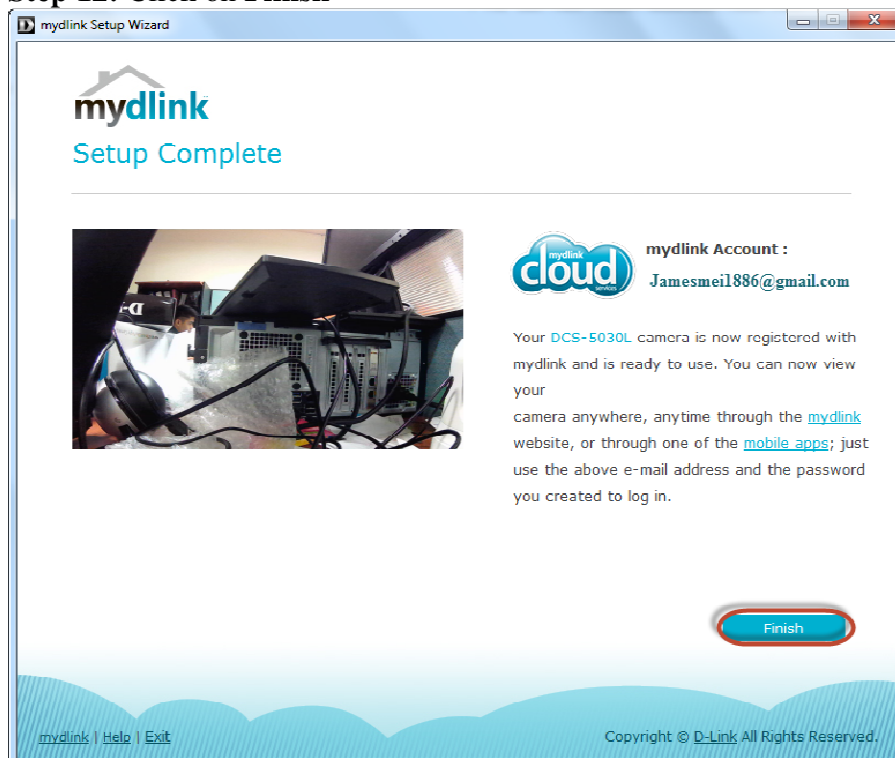 mydlink Setup Wizard
mydlink
Setup Complete
mydlink
cloud
services
mydlink Account :
Jamesmei1886@gmail.com
Your DCS-5030L camera is now registered with
mydlink and is ready to use. You can now view
your
camera anywhere, anytime through the mydlink
website, or through one of the mobile apps; just
use the above e-mail address and the password
you created to log in.
Finish
mydlink | Help | Exit
Copyright © D-Link All Rights Reserved.